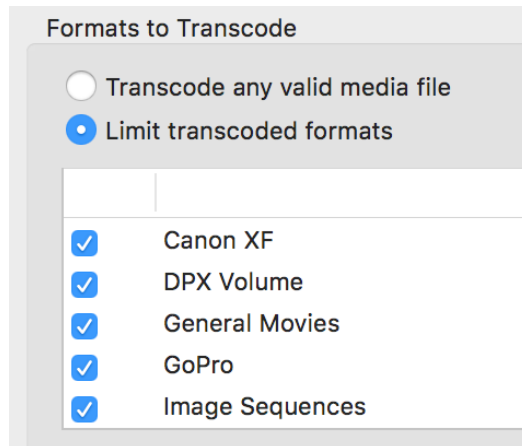 Formats to Transcode
Transcode any valid media file
Limit transcoded formats
Canon XF
DPX Volume
General Movies
GoPro
Image Sequences